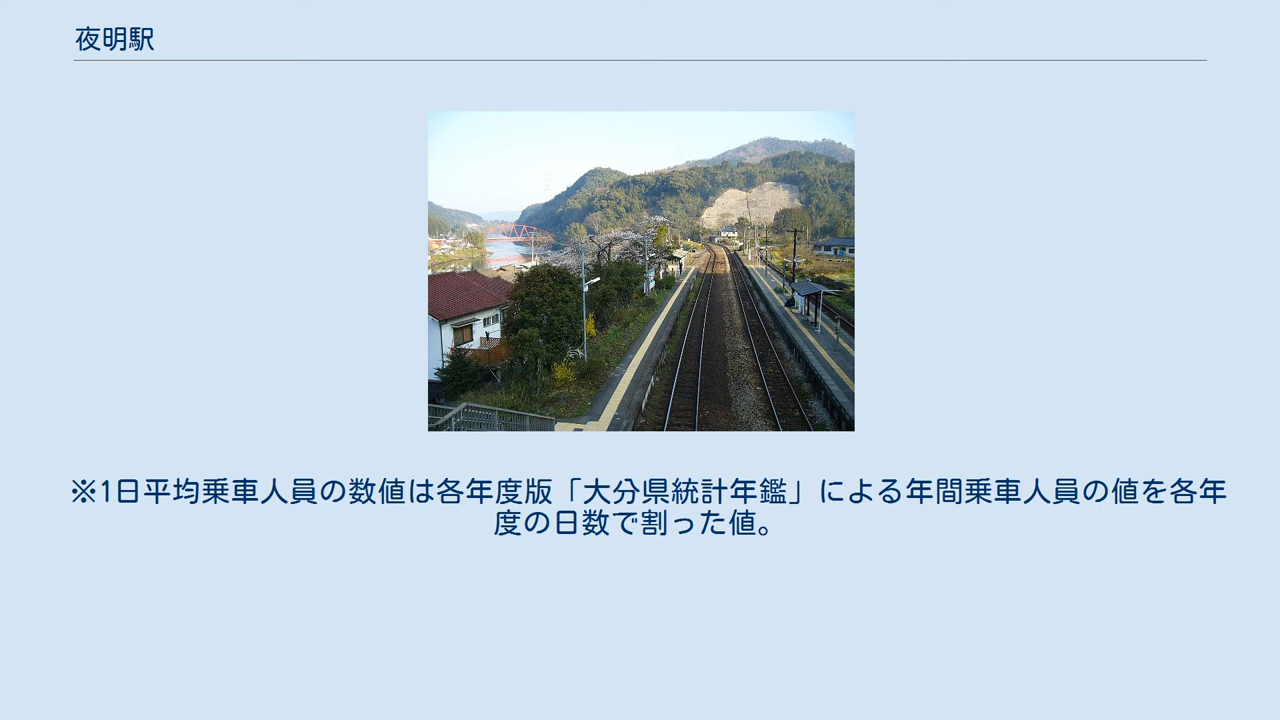 夜明駅
※1日平均乗車人員の数値は各年度版「大分県統計年鑑」による年間乗車人員の値を各年
度の日数で割った値。